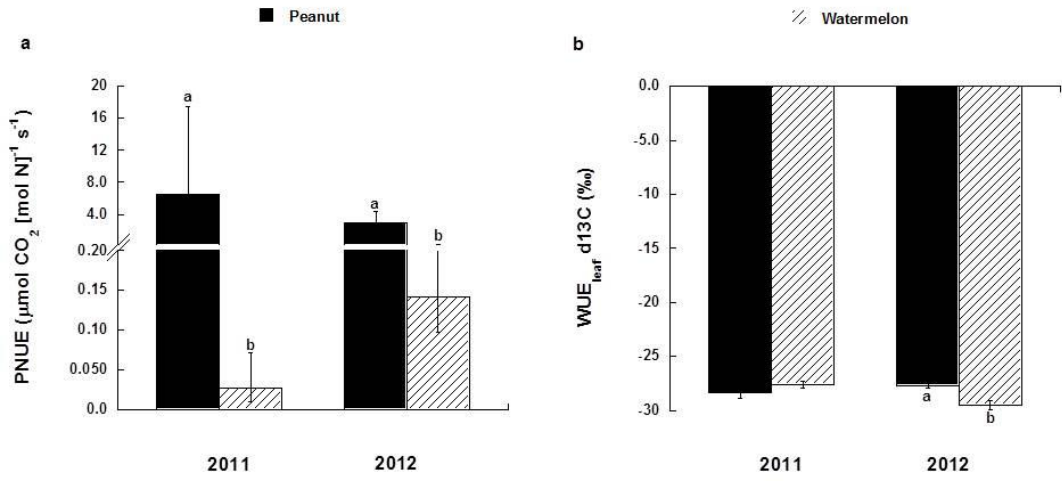 Peanut
Watermelon
a
PNUE (µmol CO2 [mol N]-1 s-1)
20
16
12
8.0
4.0
0.20
0.15
0.10
0.050
0.0
a
b
a
b
2011
2012
b
WUEleaf d13C (‰)
0.0
-5.0
-10
-15
-20
-25
-30
a
b
2011
2012